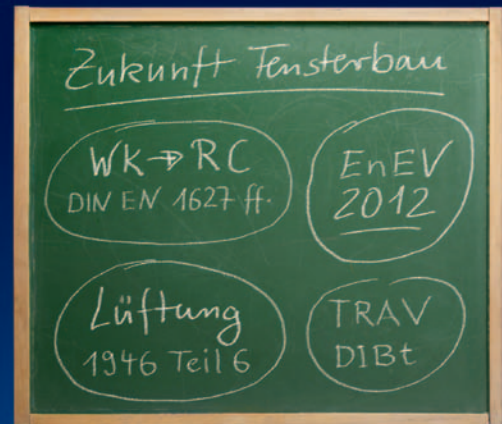 Zukunft Fensterbau
WK→RC
DIN EN 1627 ff.
EnEV
2012
Lüftung
1946 Teil 6
TRAV
DIBt